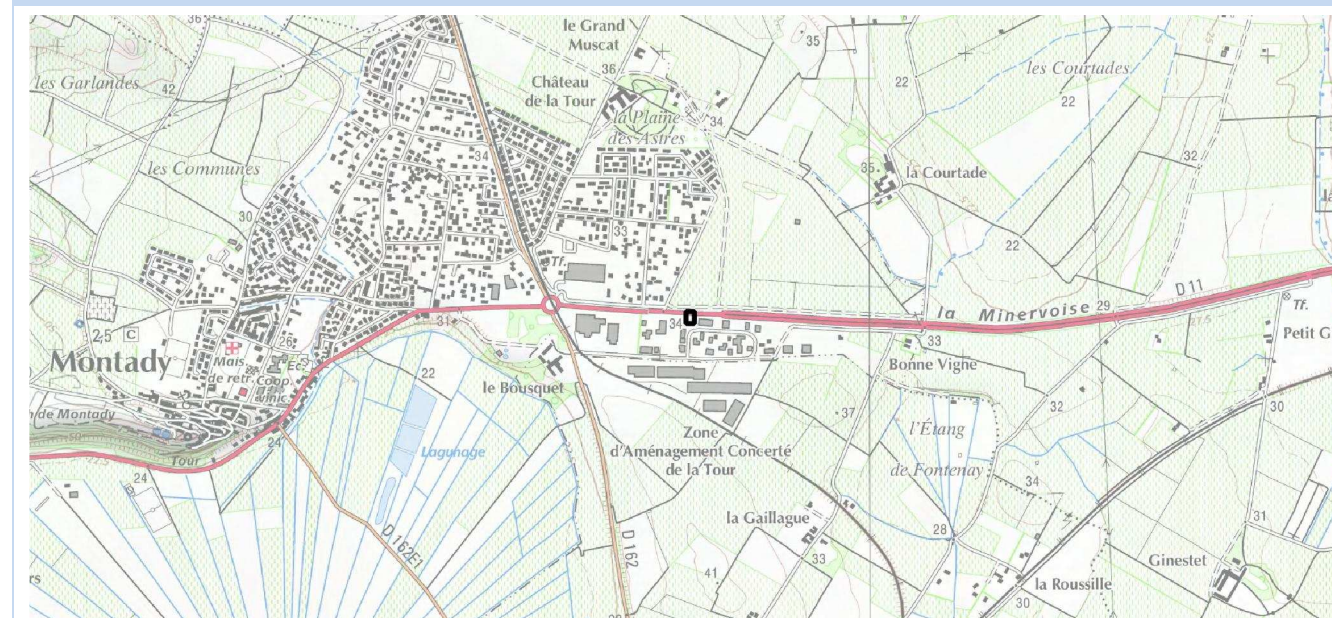 36
le Grand
Muscat
35
les Garlandes
42
36
Château
de la Tour
22
les Courtades
22
la Plaine
des Astres
34
34
les Communes
35
la Courtade
32
30
33
22
Tf.
D 11
la Minervoise
29
Tf.
31
34
33
2,5
C
26
Montady
Mais.
de retr.
Ec.
Coop.
vinic.
22
le Bousquet
Bonne Vigne
Petit G
n de Montady
37
32
30
24
Zone
d'Aménagement Concerté
de la Tour
l'Étang
de Fontenay
Lagunage
Tour
24
34
la Gaillague
28
31
D 162E1
D 162
33
41
Ginestet
rs
la Roussille
30